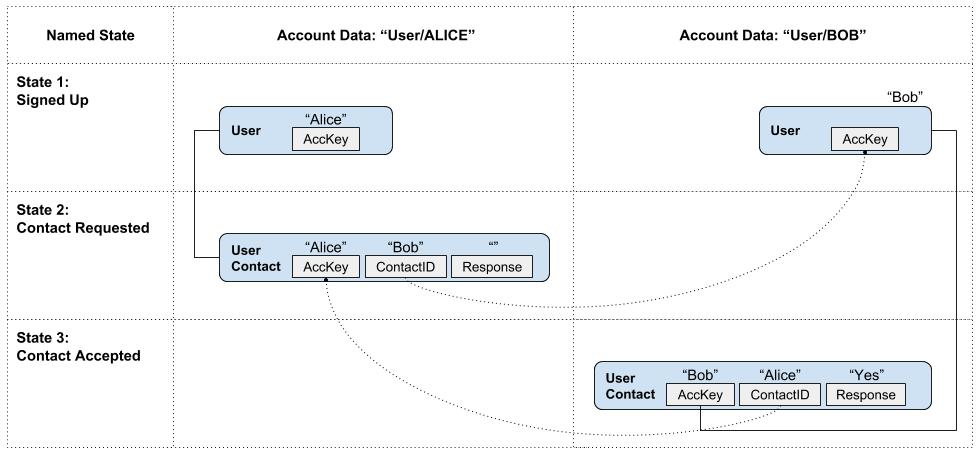 Named State
Account Data: “User/ALICE”
Account Data: “User/BOB”
State 1:
Signed Up
“Alice”
User
AccKey
“Bob”
User
AccKey
State 2:
Contact Requested
“Alice” “Bob” “”
User
Contact
AccKey ContactID Response
State 3:
Contact Accepted
“Bob” “Alice” “Yes”
User
Contact
AccKey ContactID Response